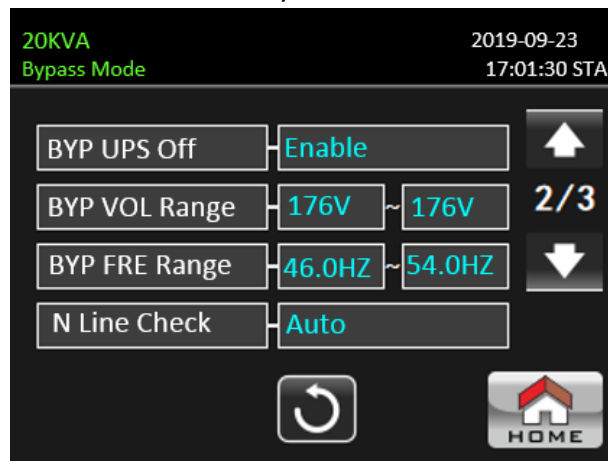 20KVA 2019-09-23
Bypass Mode 17:01:30 STA
BYP UPS Off Enable
BYP VOL Range 176V ~ 176V 2/3
BYP FRE Range 46.0HZ ~ 54.0HZ
N Line Check Auto
HOME